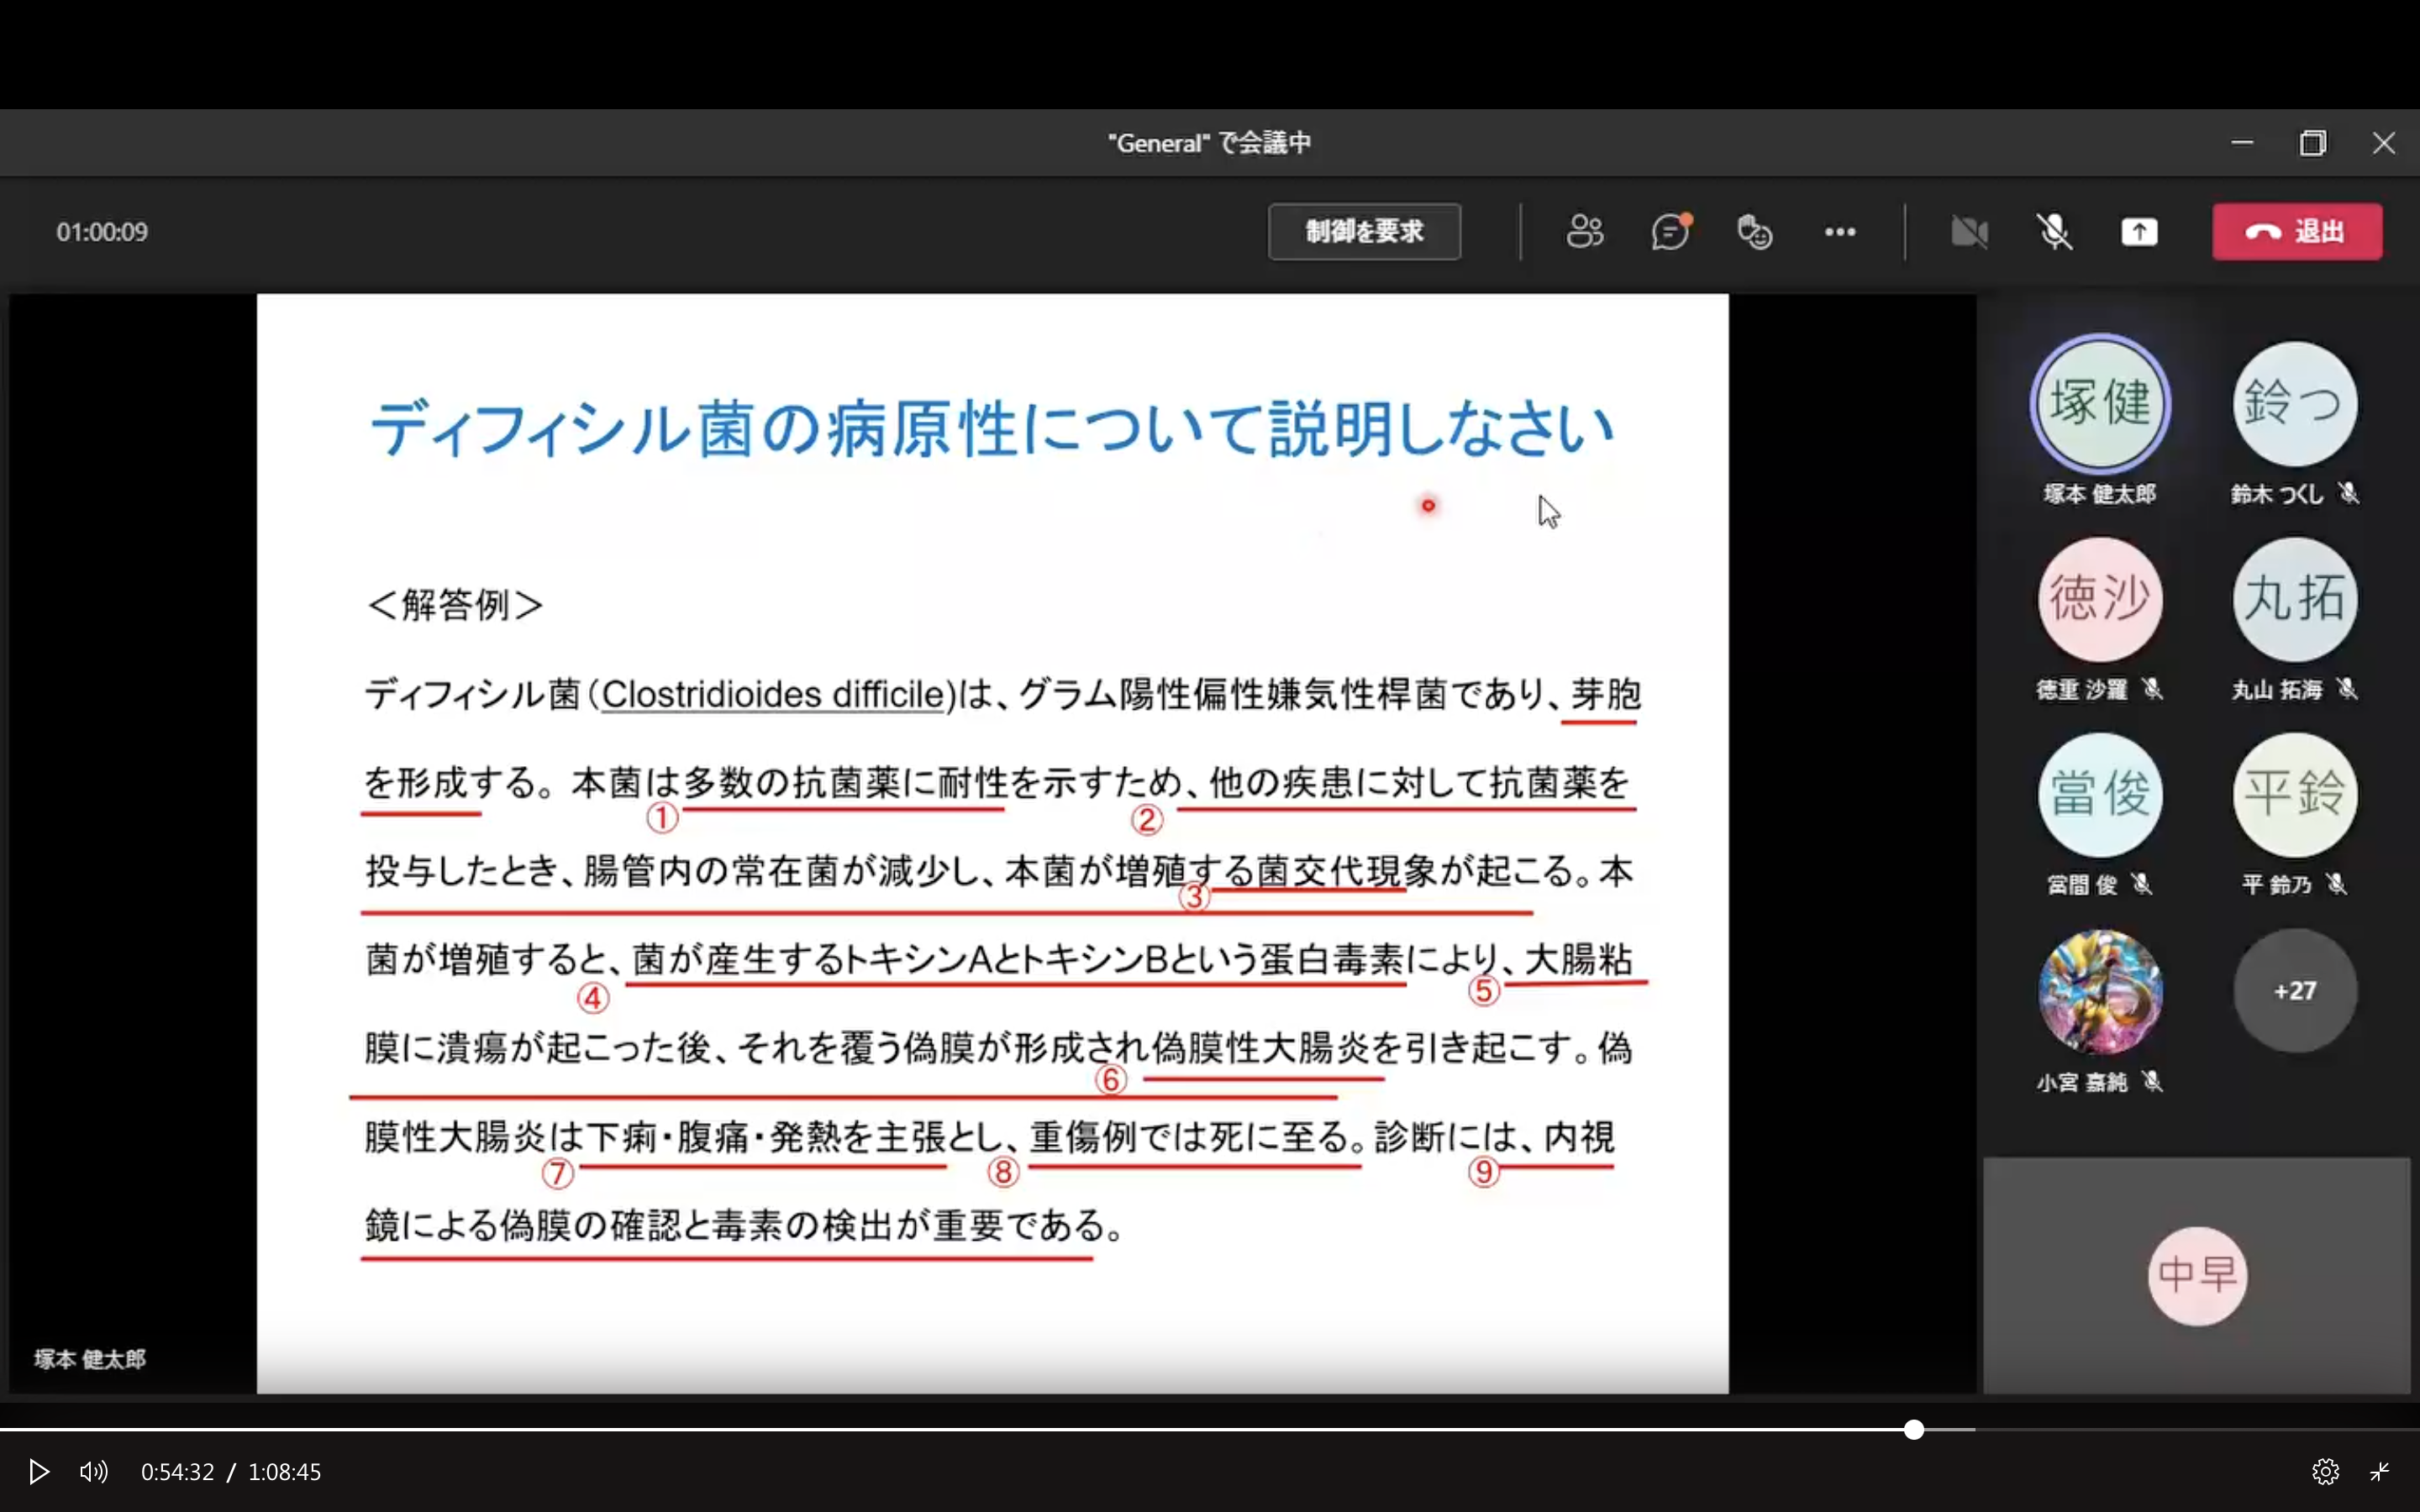 "General" で会議中
01:00:09
制御を要求
退出
ディフィシル菌の病原性について説明しなさい
＜解答例＞
ディフィシル菌（Clostridioides difficile)は、グラム陽性偏性嫌気性桿菌であり、芽胞
を形成する。本菌は多数の抗菌薬に耐性を示すため、他の疾患に対して抗菌薬を
① ②
投与したとき、腸管内の常在菌が減少し、本菌が増殖する菌交代現象が起こる。本
③
菌が増殖すると、菌が産生するトキシンAとトキシンBという蛋白毒素により、大腸粘
④ ⑤
膜に潰瘍が起こった後、それを覆う偽膜が形成され偽膜性大腸炎を引き起こす。偽
⑥
膜性大腸炎は下痢・腹痛・発熱を主張とし、重傷例では死に至る。診断には、内視
⑦ ⑧ ⑨
鏡による偽膜の確認と毒素の検出が重要である。
塚本 健太郎
塚健 鈴つ
塚本 健太郎 鈴木 つくし
徳沙 丸拓
徳重 沙羅 丸山 拓海
當俊 平鈴
當間 俊 平 鈴乃
+27
小宮 嘉純
中早
0:54:32 / 1:08:45